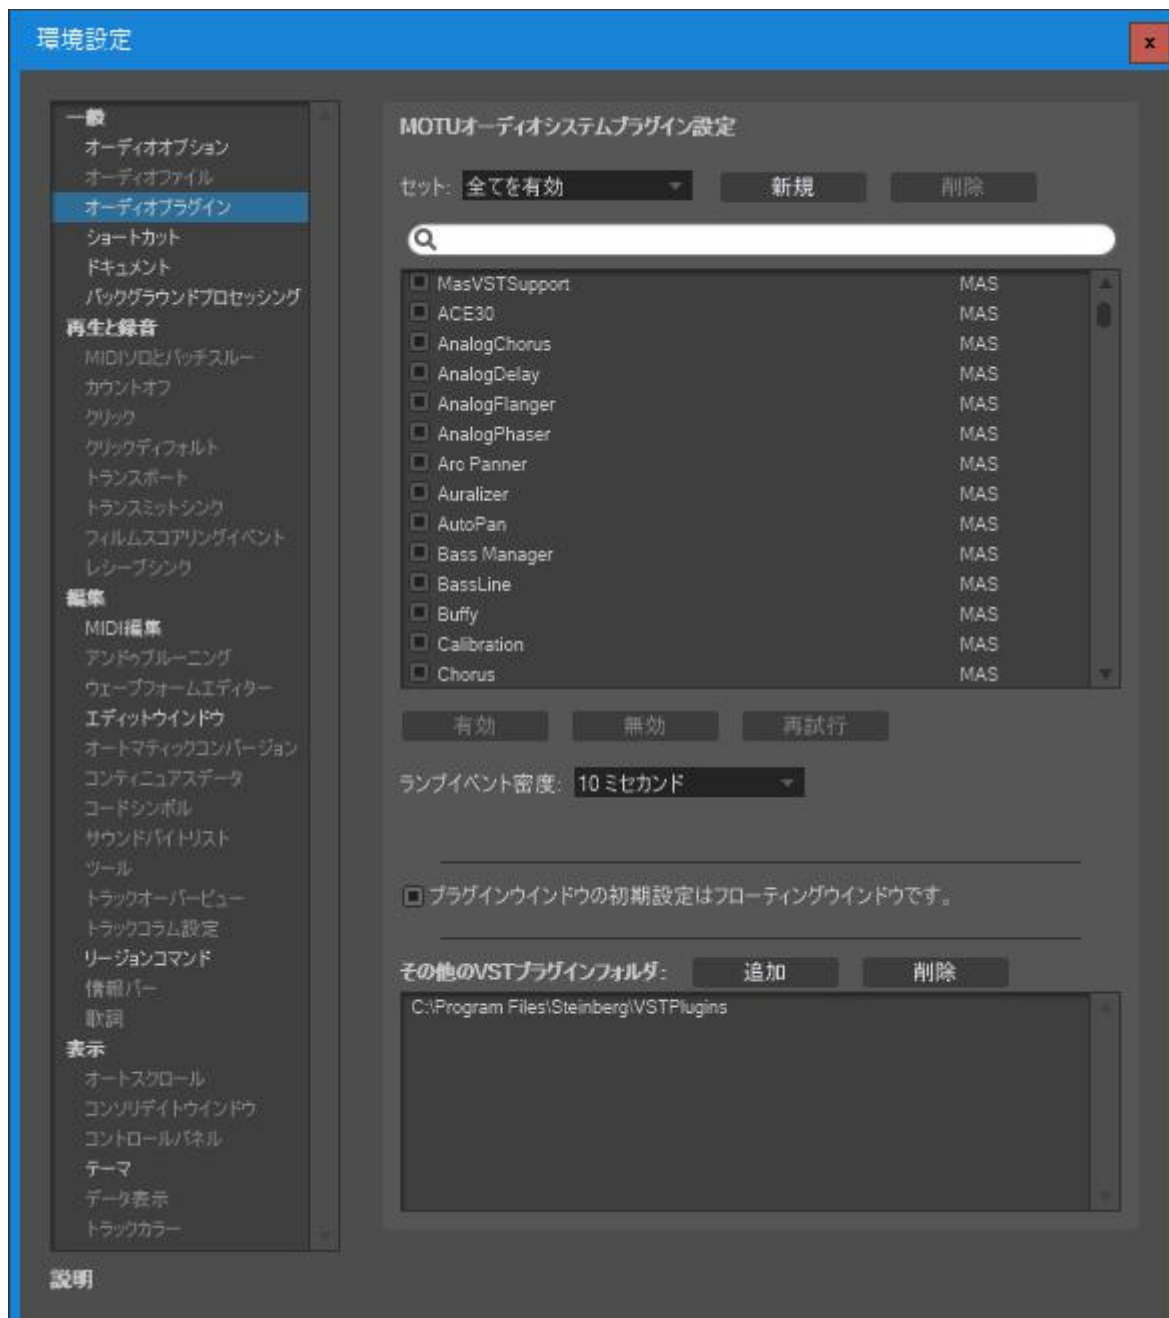 環境設定
x
一般
オーディオオプション
オーディオファイル
オーディオプラグイン
ショートカット
ドキュメント
バックグラウンドプロセッシング
再生と録音
MIDIソロとパッチスルー
カウントオフ
クリック
クリックディフォルト
トランスポート
トランスミットシンク
フィルムスコアリングイベント
レシーブシンク
編集
MIDI編集
アンドゥプルーニング
ウェーブフォームエディター
エディットウインドウ
オートマティックコンバージョン
コンティニュアスデータ
コードシンボル
サウンドバイトリスト
ツール
トラックオーバービュー
トラックコラム設定
リージョンコマンド
情報バー
歌詞
表示
オートスクロール
コンソリデイトウインドウ
コントロールパネル
テーマ
データ表示
トラックカラー
説明
MOTUオーディオシステムプラグイン設定
セット: 全てを有効 新規 削除
MasVSTSupport MAS
ACE30 MAS
AnalogChorus MAS
AnalogDelay MAS
AnalogFlanger MAS
AnalogPhaser MAS
Arc Panner MAS
Auralizer MAS
AutoPan MAS
Bass Manager MAS
BassLine MAS
Buffy MAS
Calibration MAS
Chorus MAS
有効 無効 再試行
ランプイベント密度: 10 ミセカンド
プラグインウインドウの初期設定はフローティングウインドウです。
その他のVSTプラグインフォルダ: 追加 削除
C:\Program Files\Steinberg\VSTPlugins